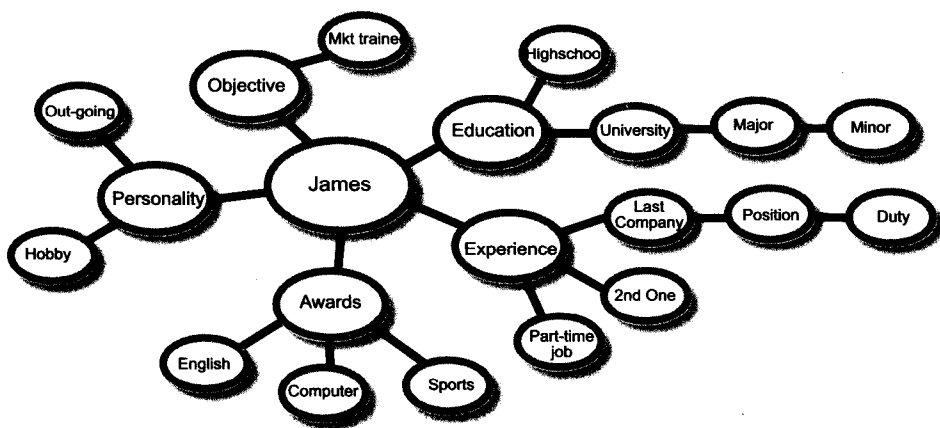 Mkt traine
Objective
Highschoo
Out-going
Education
University
Major
Minor
James
Personality
Last
Company
Position
Duty
Hobby
Experience
2nd One
Awards
Part-time
job
English
Computer
Sports